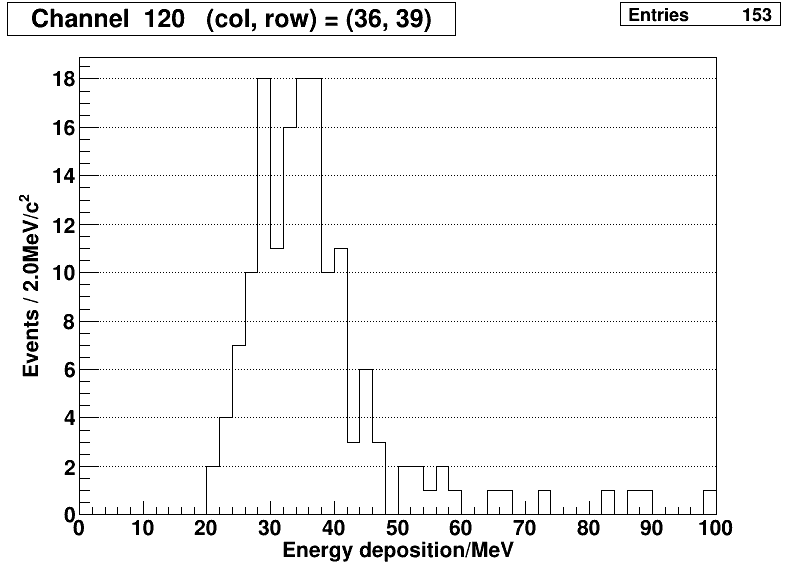 Channel 120 (col, row) = (36, 39)
Entries 153
Events / 2.0MeV/c²
18
16
14
12
10
8
6
4
2
0
0 10 20 30 40 50 60 70 80 90 100
Energy deposition/MeV